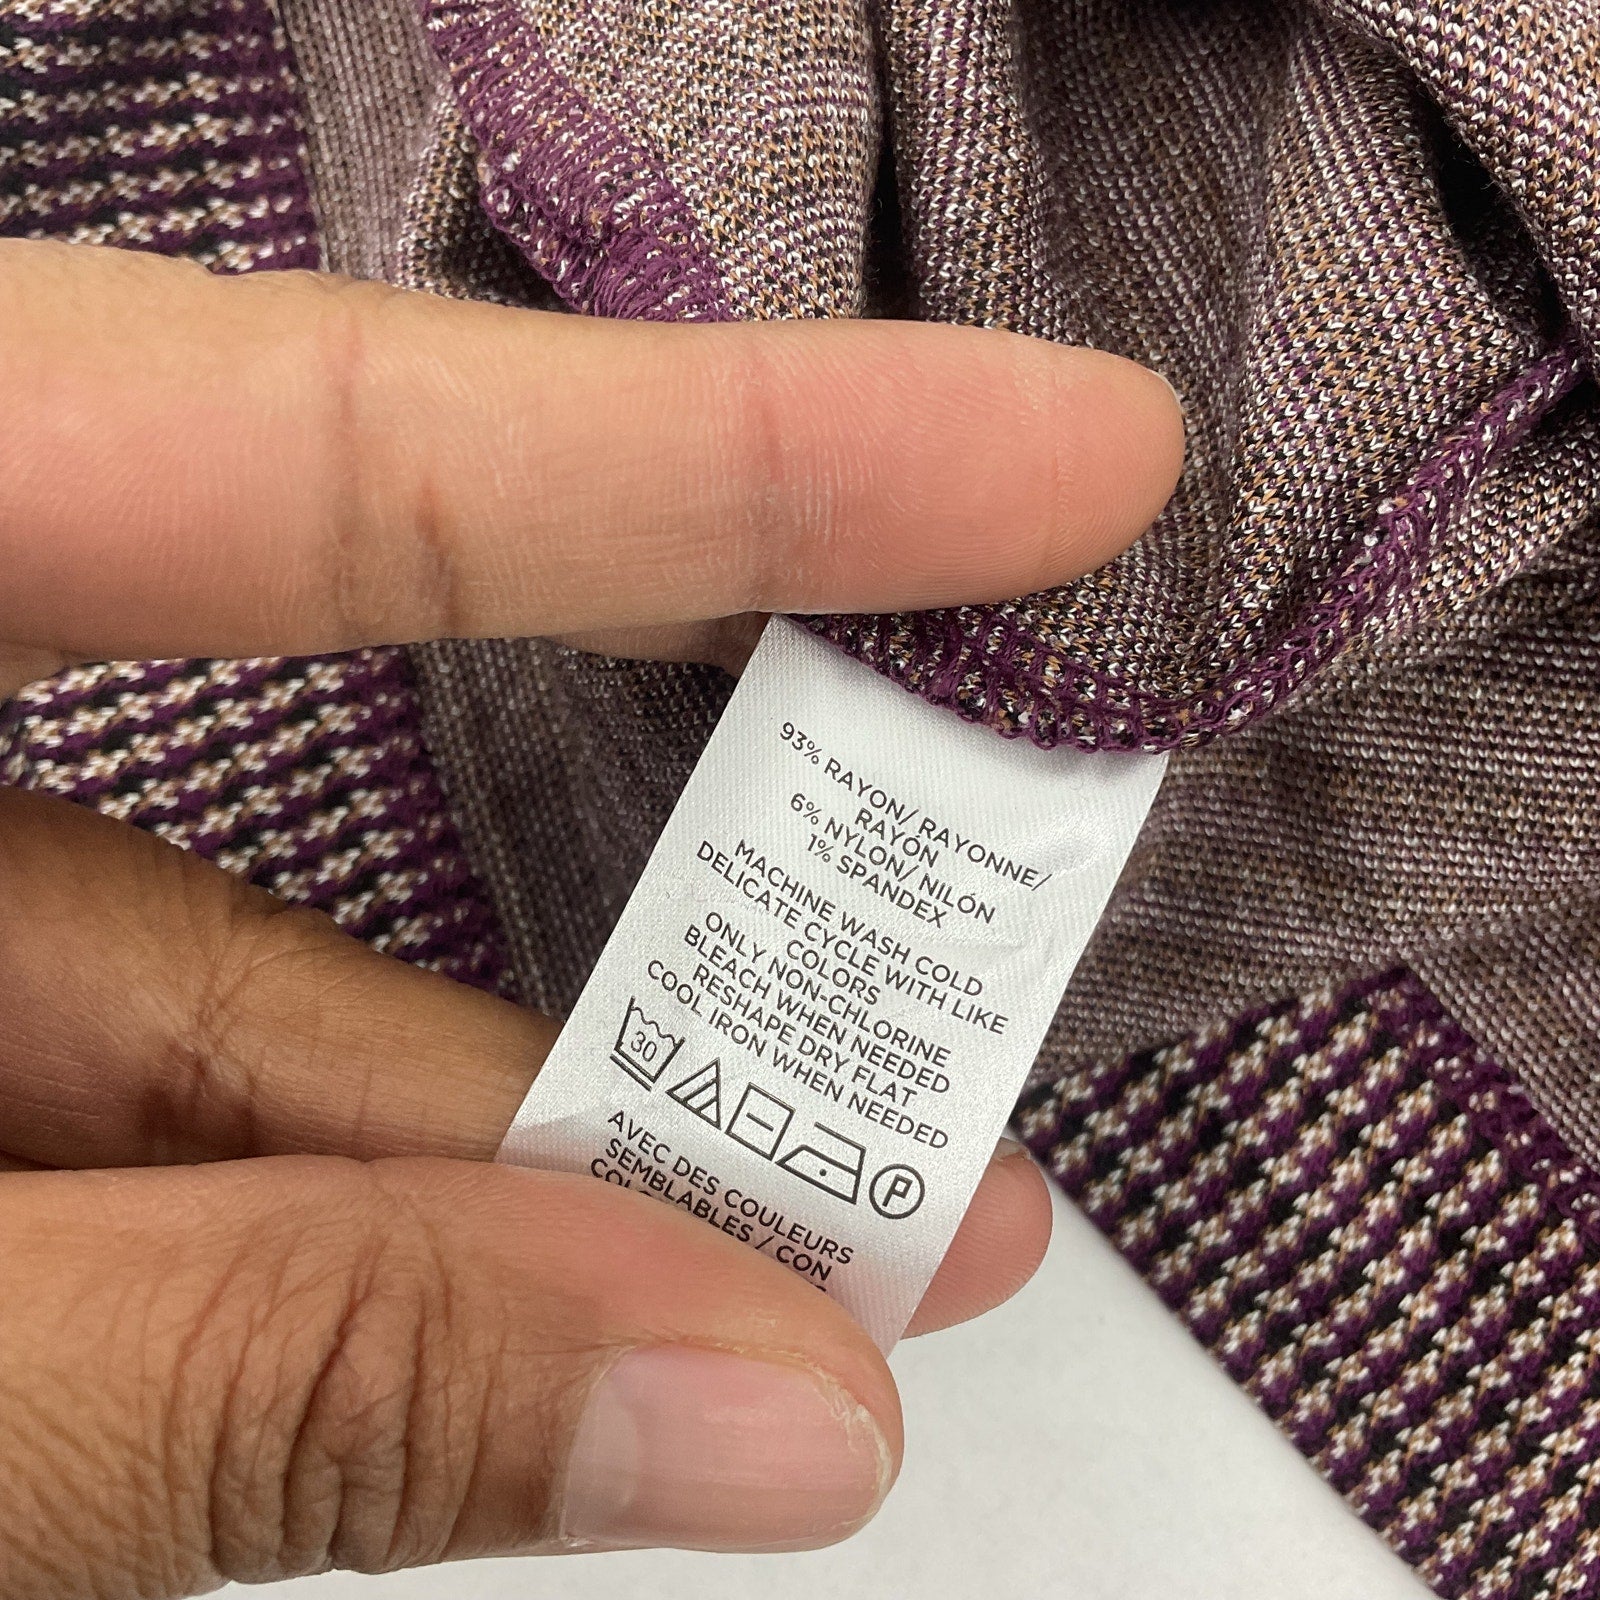 93% RAYON/ RAYONNE/
RAYÓN
6% NYLON/ NILÓN
1% SPANDEX
MACHINE WASH COLD
DELICATE CYCLE WITH LIKE
COLORS
ONLY NON-CHLORINE
BLEACH WHEN NEEDED
RESHAPE DRY FLAT
COOL IRON WHEN NEEDED
30
P
AVEC DES COULEURS
SEMBLABLES / CON